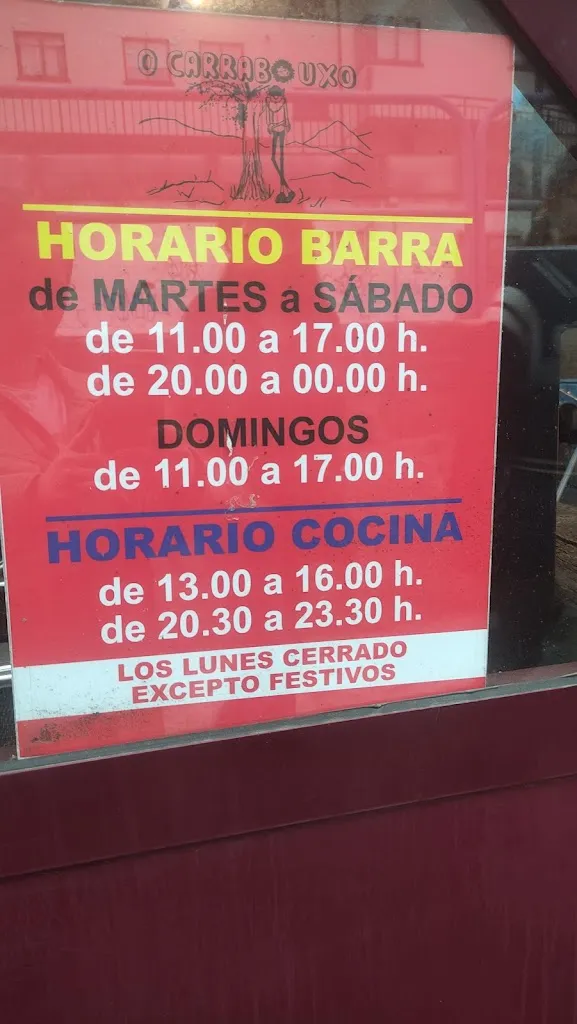 O CARRABOUXO
HORARIO BARRA
de MARTES a SÁBADO
de 11.00 a 17.00 h.
de 20.00 a 00.00 h.
DOMINGOS
de 11.00 a 17.00 h.
HORARIO COCINA
de 13.00 a 16.00 h.
de 20.30 a 23.30 h.
LOS LUNES CERRADO
EXCEPTO FESTIVOS